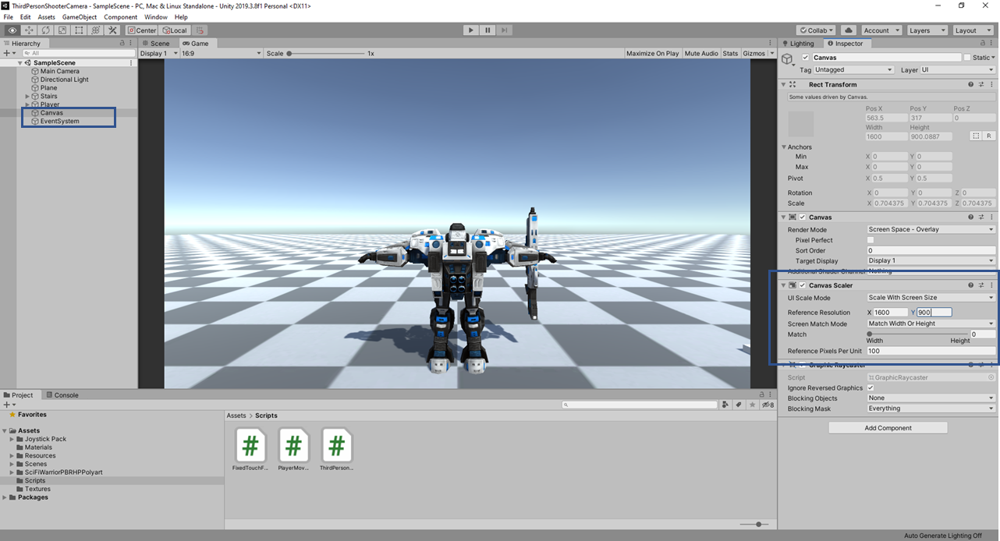 ThirdPersonShooterCamera - SampleScene - PC, Mac & Linux Standalone - Unity 2019.3.8f1 Personal <DX11>
File Edit Assets GameObject Component Window Help
Center Local Collab Account Layers Layout
Hierarchy
All
SampleScene
Main Camera
Directional Light
Plane
Stairs
Player
Canvas
EventSystem
Scene Game
Display 1 16:9 Scale 1x Maximize On Play Mute Audio Stats Gizmos
Lighting Inspector
Canvas Static
Tag Untagged Layer UI
Rect Transform
Some values driven by Canvas.
Pos X Pos Y Pos Z
563.5 317 0
Width Height
1600 900.0887 R
Anchors
Min X 0 Y 0
Max X 0 Y 0
Pivot X 0.5 Y 0.5
Rotation X 0 Y 0 Z 0
Scale X 0.704375 Y 0.704375 Z 0.704375
Canvas
Render Mode Screen Space - Overlay
Pixel Perfect
Sort Order 0
Target Display Display 1
Additional Shader Channel Nothing
Canvas Scaler
UI Scale Mode Scale With Screen Size
Reference Resolution X 1600 Y 900
Screen Match Mode Match Width Or Height
Match 0
Width Height
Reference Pixels Per Unit 100
Graphic Raycaster
Script GraphicRaycaster
Ignore Reversed Graphics
Blocking Objects None
Blocking Mask Everything
Add Component
Project Console
8
Favorites
Assets
Joystick Pack
Materials
Resources
Scenes
SciFiWarriorPBRHPPolyart
Scripts
Textures
Packages
Assets > Scripts
# # #
FixedTouchF... PlayerMov... ThirdPerson...
Auto Generate Lighting Off